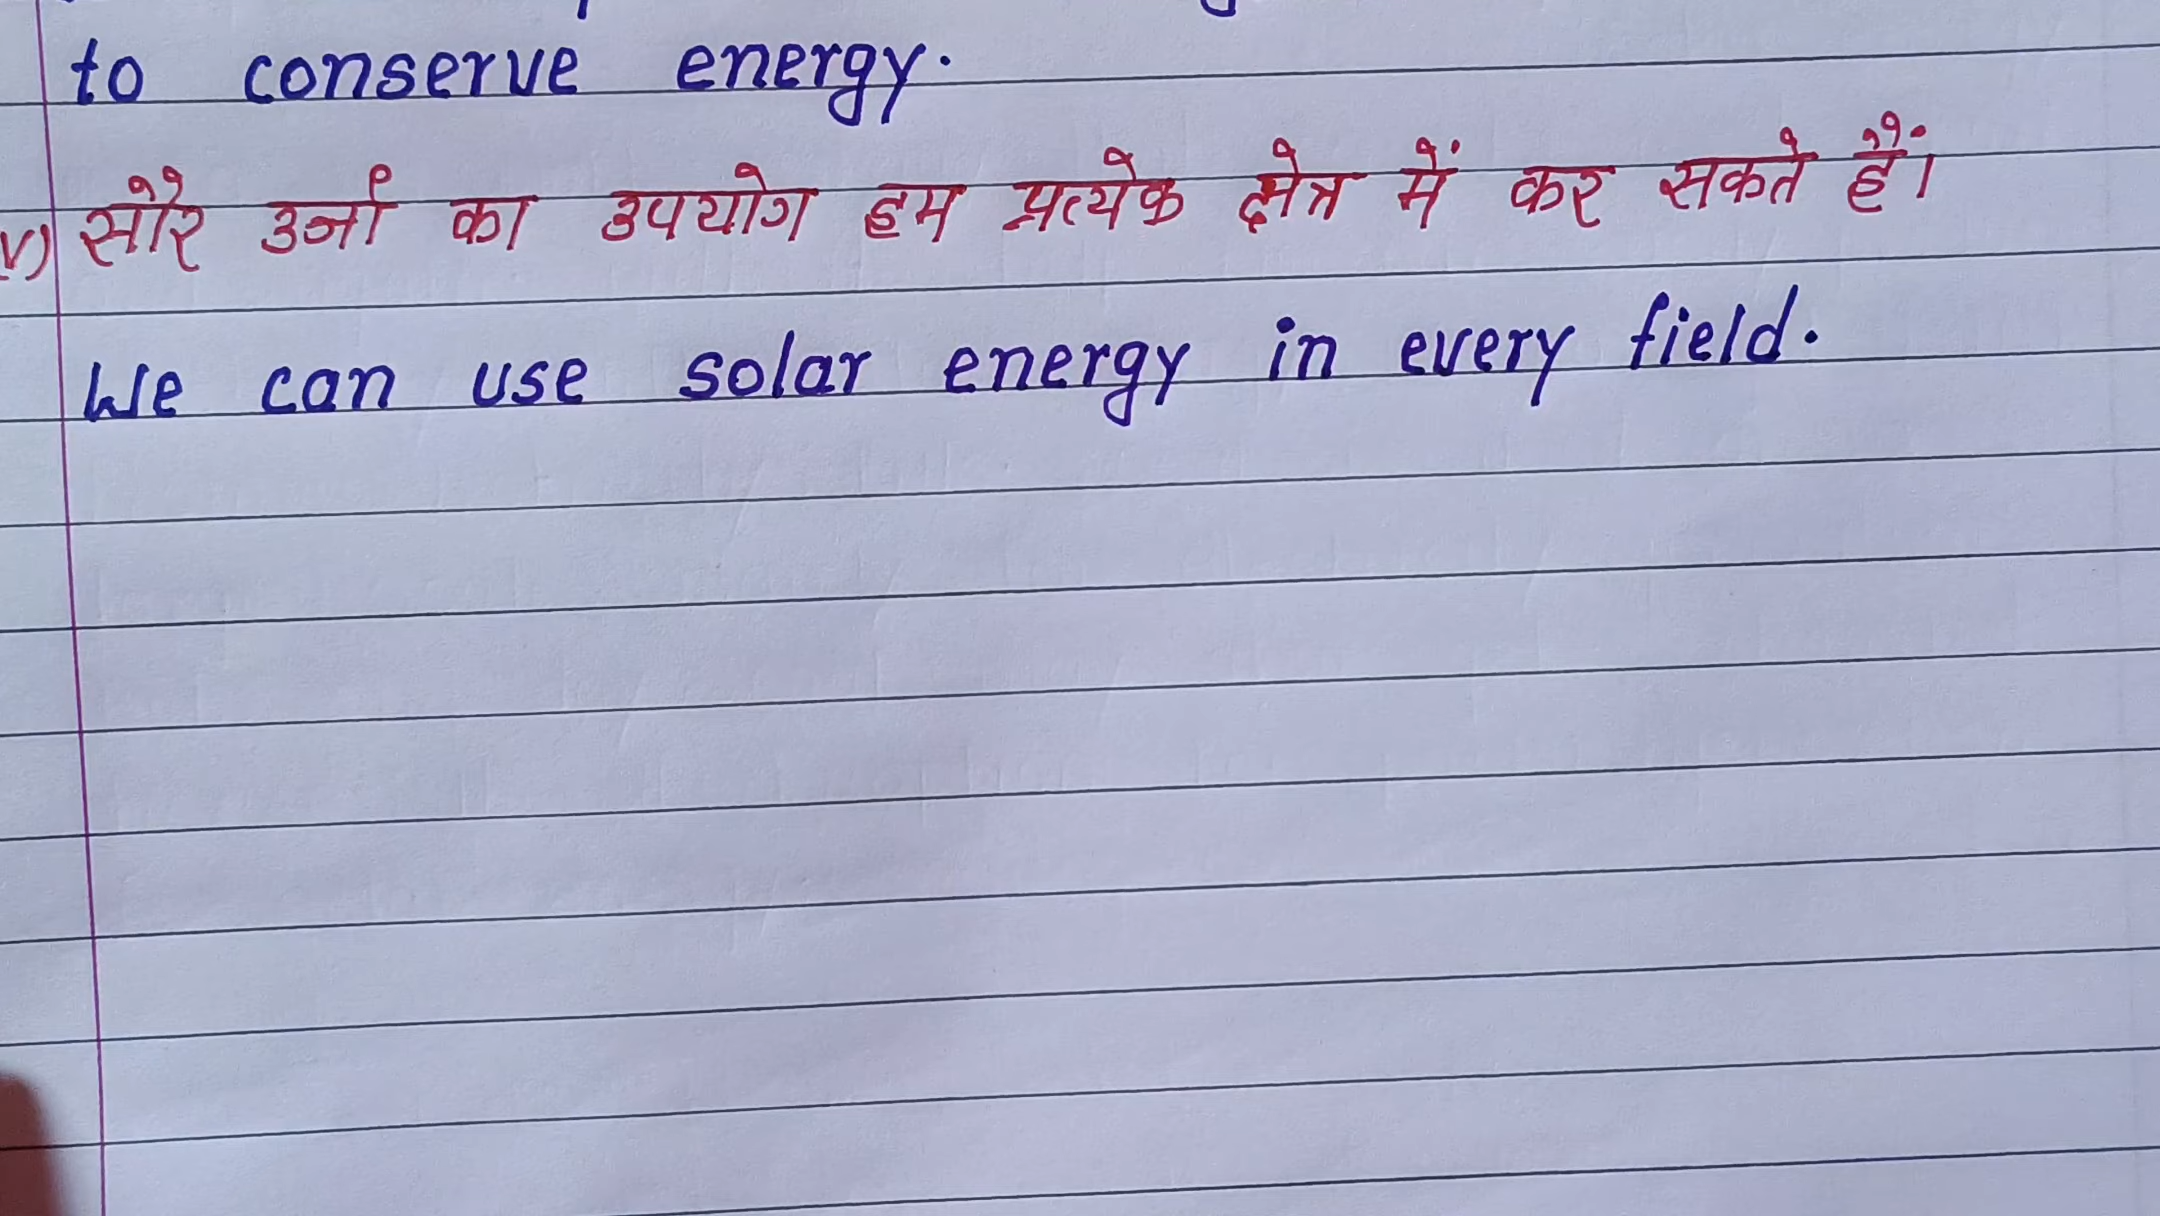 to conserve energy.
v) सौर उर्जा का उपयोग हम प्रत्येक क्षेत्र में कर सकते हैं।
We can use solar energy in every field.